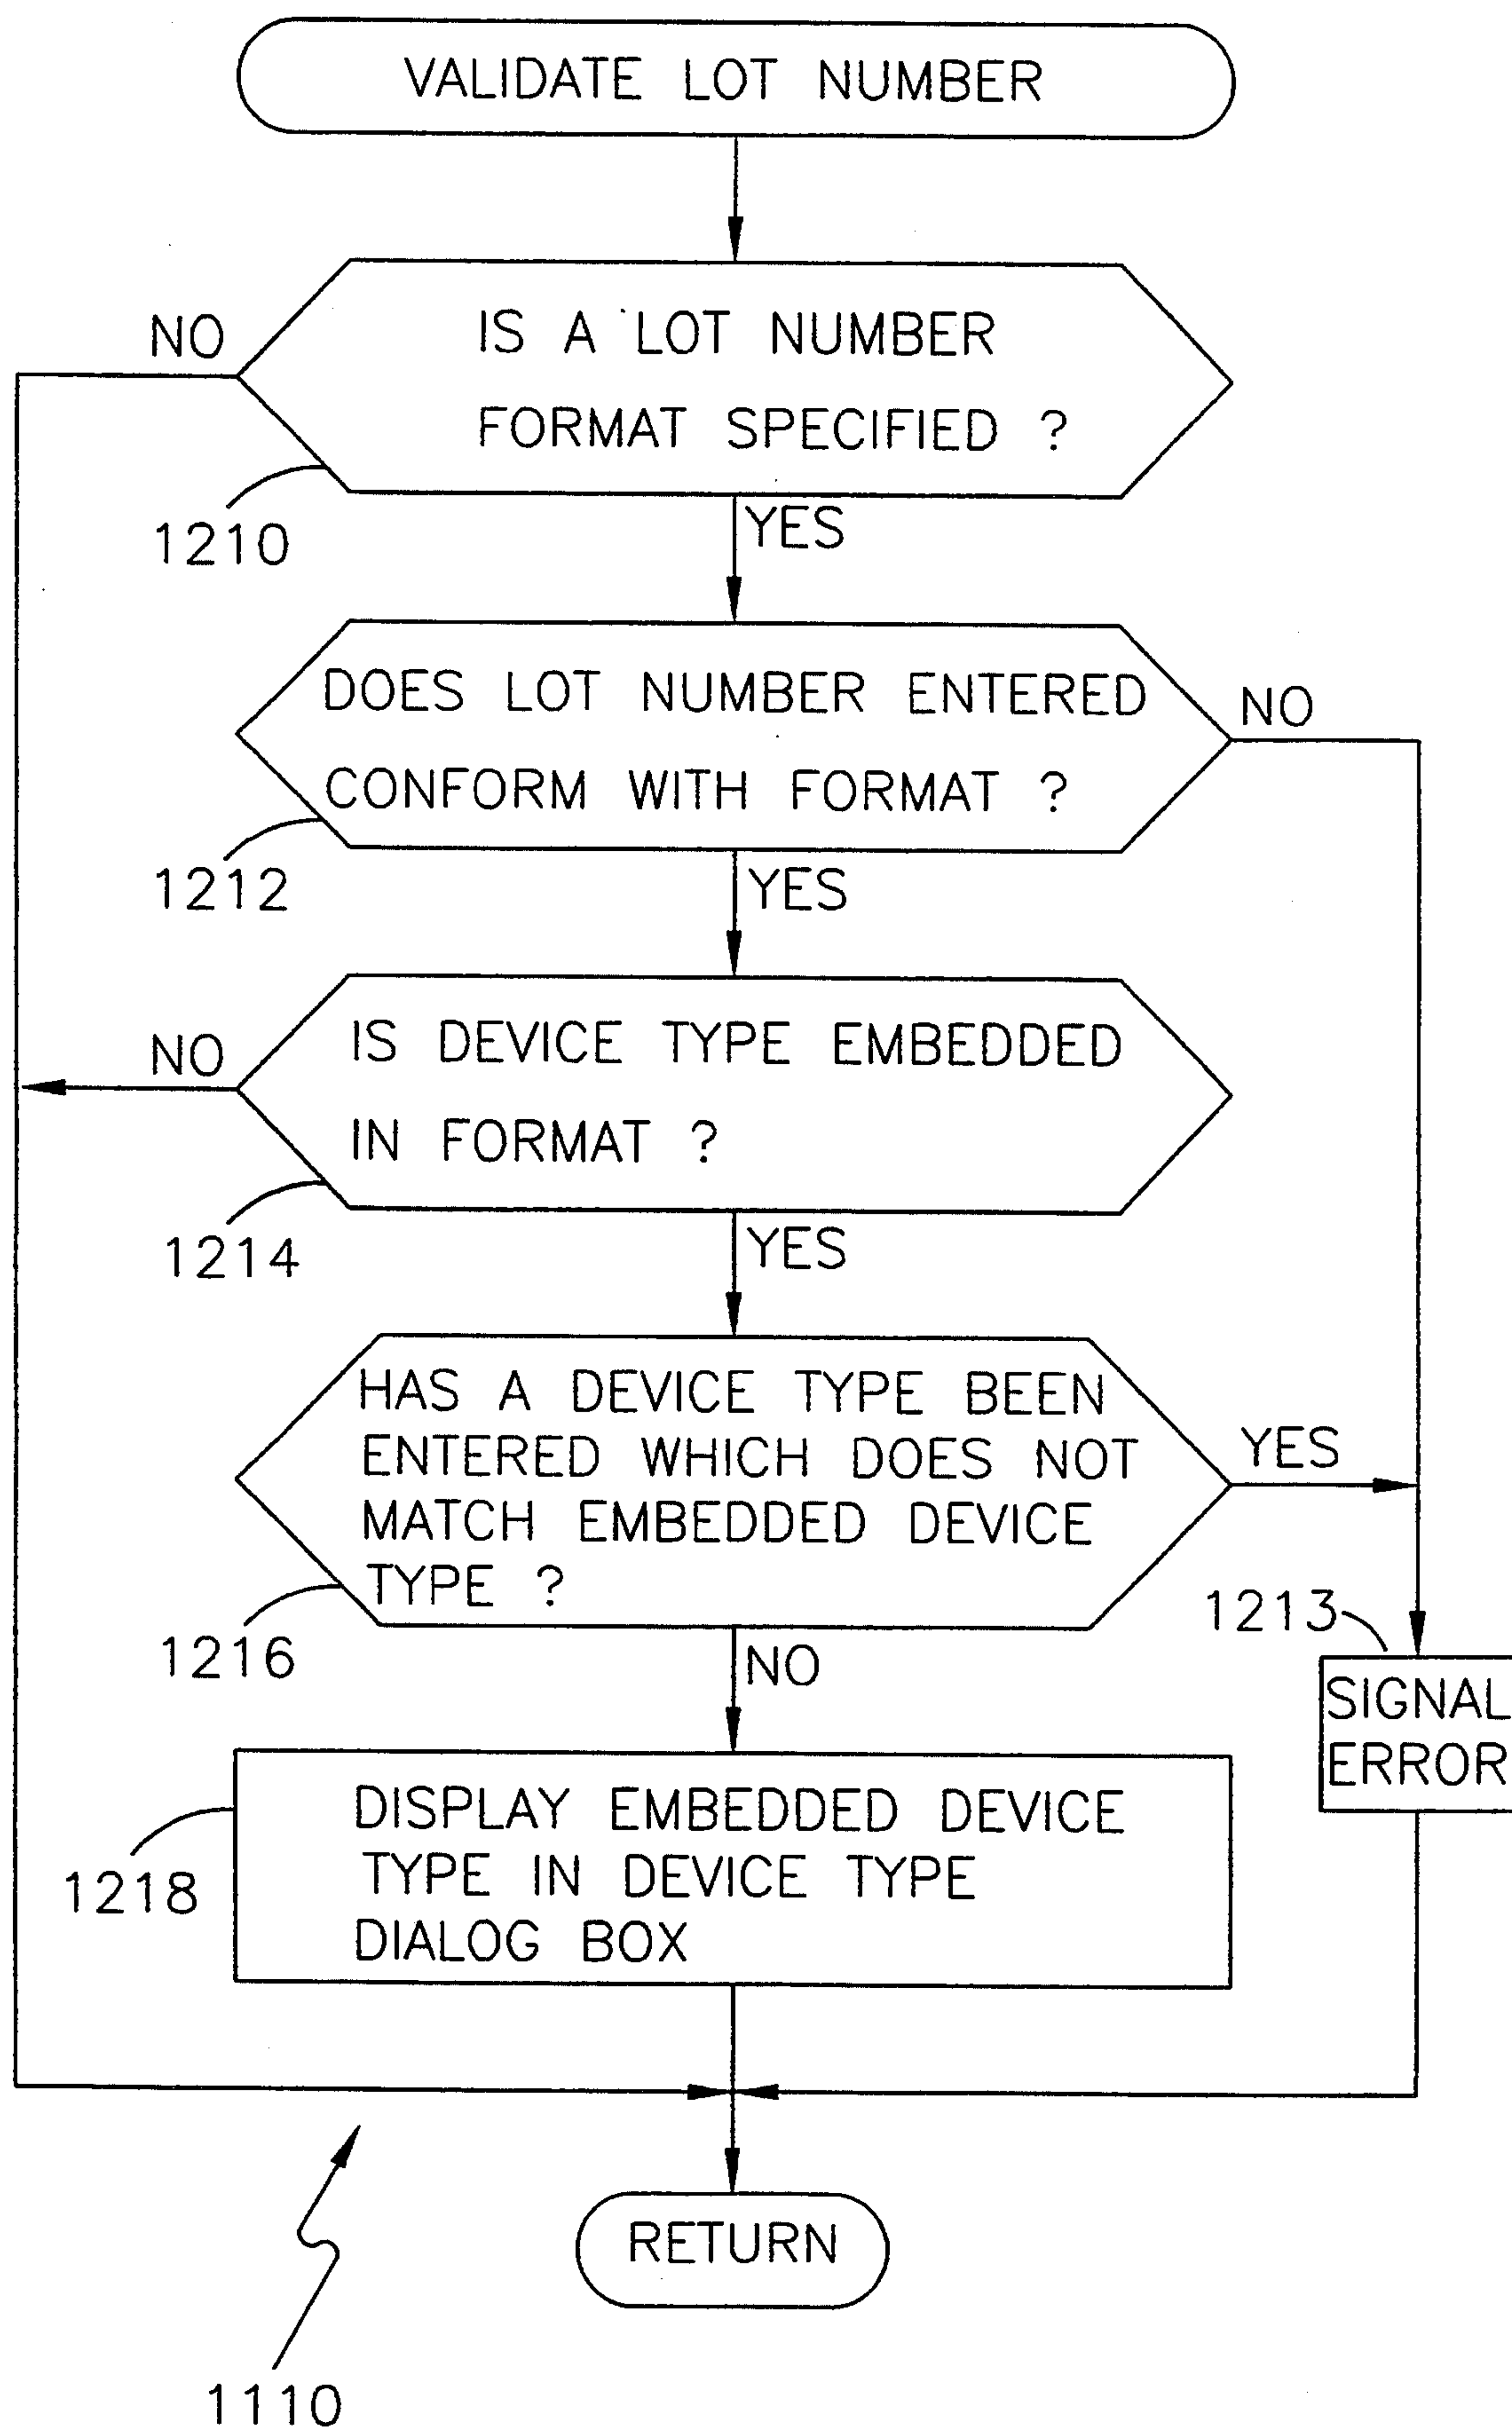 VALIDATE LOT NUMBER
NO
IS A LOT NUMBER
FORMAT SPECIFIED ?
1210
YES
DOES LOT NUMBER ENTERED
CONFORM WITH FORMAT ?
NO
1212
YES
NO
IS DEVICE TYPE EMBEDDED
IN FORMAT ?
1214
YES
HAS A DEVICE TYPE BEEN
ENTERED WHICH DOES NOT
MATCH EMBEDDED DEVICE
TYPE ?
YES
1216
NO
1213
SIGNAL
ERROR
DISPLAY EMBEDDED DEVICE
TYPE IN DEVICE TYPE
DIALOG BOX
1218
RETURN
1110